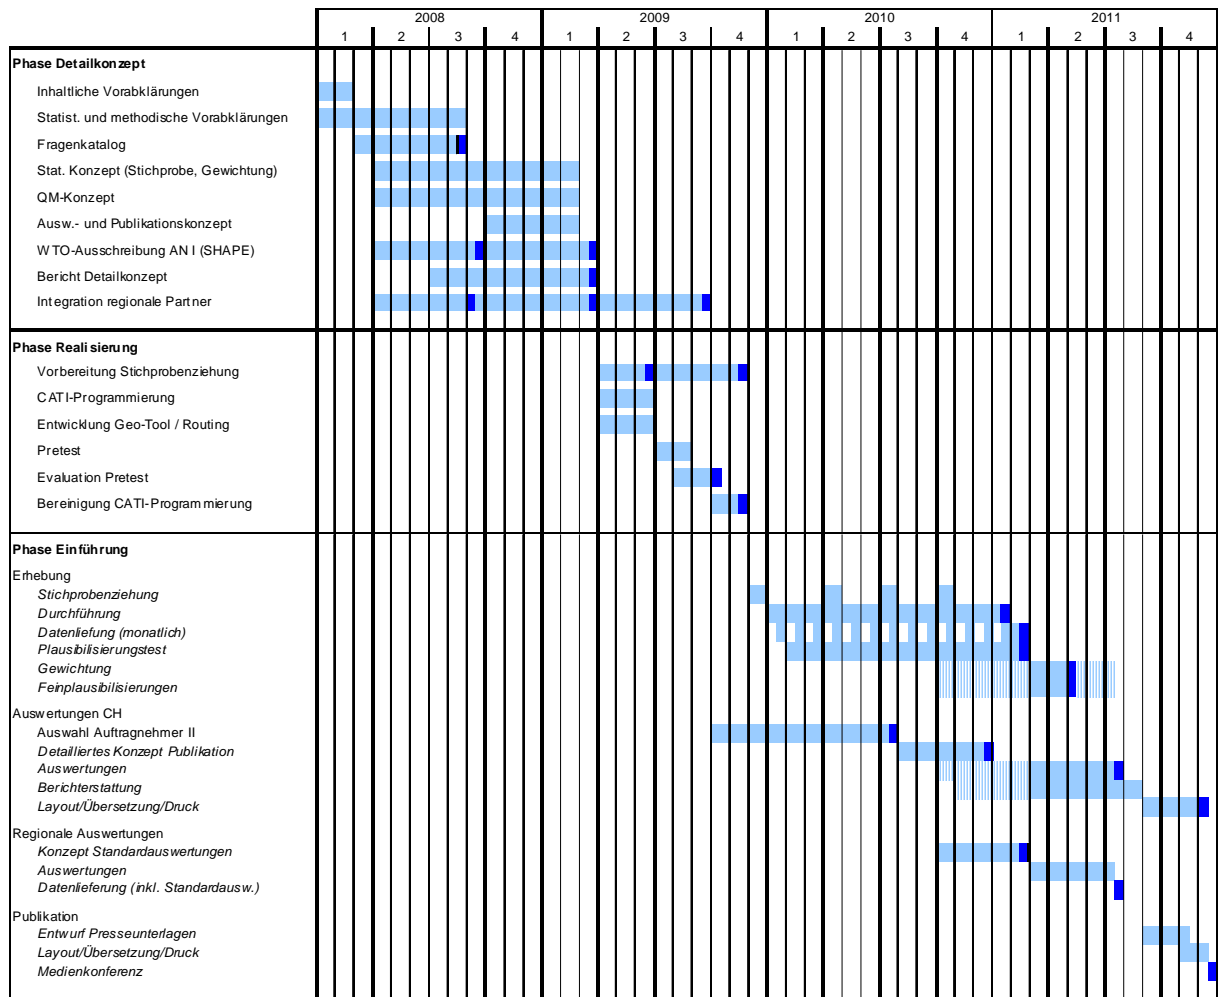 2008 2009 2010 2011
1 2 3 4 1 2 3 4 1 2 3 4 1 2 3 4
Phase Detailkonzept
Inhaltliche Vorabklärungen
Statist. und methodische Vorabklärungen
Fragenkatalog
Stat. Konzept (Stichprobe, Gewichtung)
QM-Konzept
Ausw.- und Publikationskonzept
WTO-Ausschreibung AN I (SHAPE)
Bericht Detailkonzept
Integration regionale Partner
Phase Realisierung
Vorbereitung Stichprobenziehung
CATI-Programmierung
Entwicklung Geo-Tool / Routing
Pretest
Evaluation Pretest
Bereinigung CATI-Programmierung
Phase Einführung
Erhebung
Stichprobenziehung
Durchführung
Datenliefung (monatlich)
Plausibilisierungstest
Gewichtung
Feinplausibilisierungen
Auswertungen CH
Auswahl Auftragnehmer II
Detailliertes Konzept Publikation
Auswertungen
Berichterstattung
Layout/Übersetzung/Druck
Regionale Auswertungen
Konzept Standardauswertungen
Auswertungen
Datenlieferung (inkl. Standardausw.)
Publikation
Entwurf Presseunterlagen
Layout/Übersetzung/Druck
Medienkonferenz